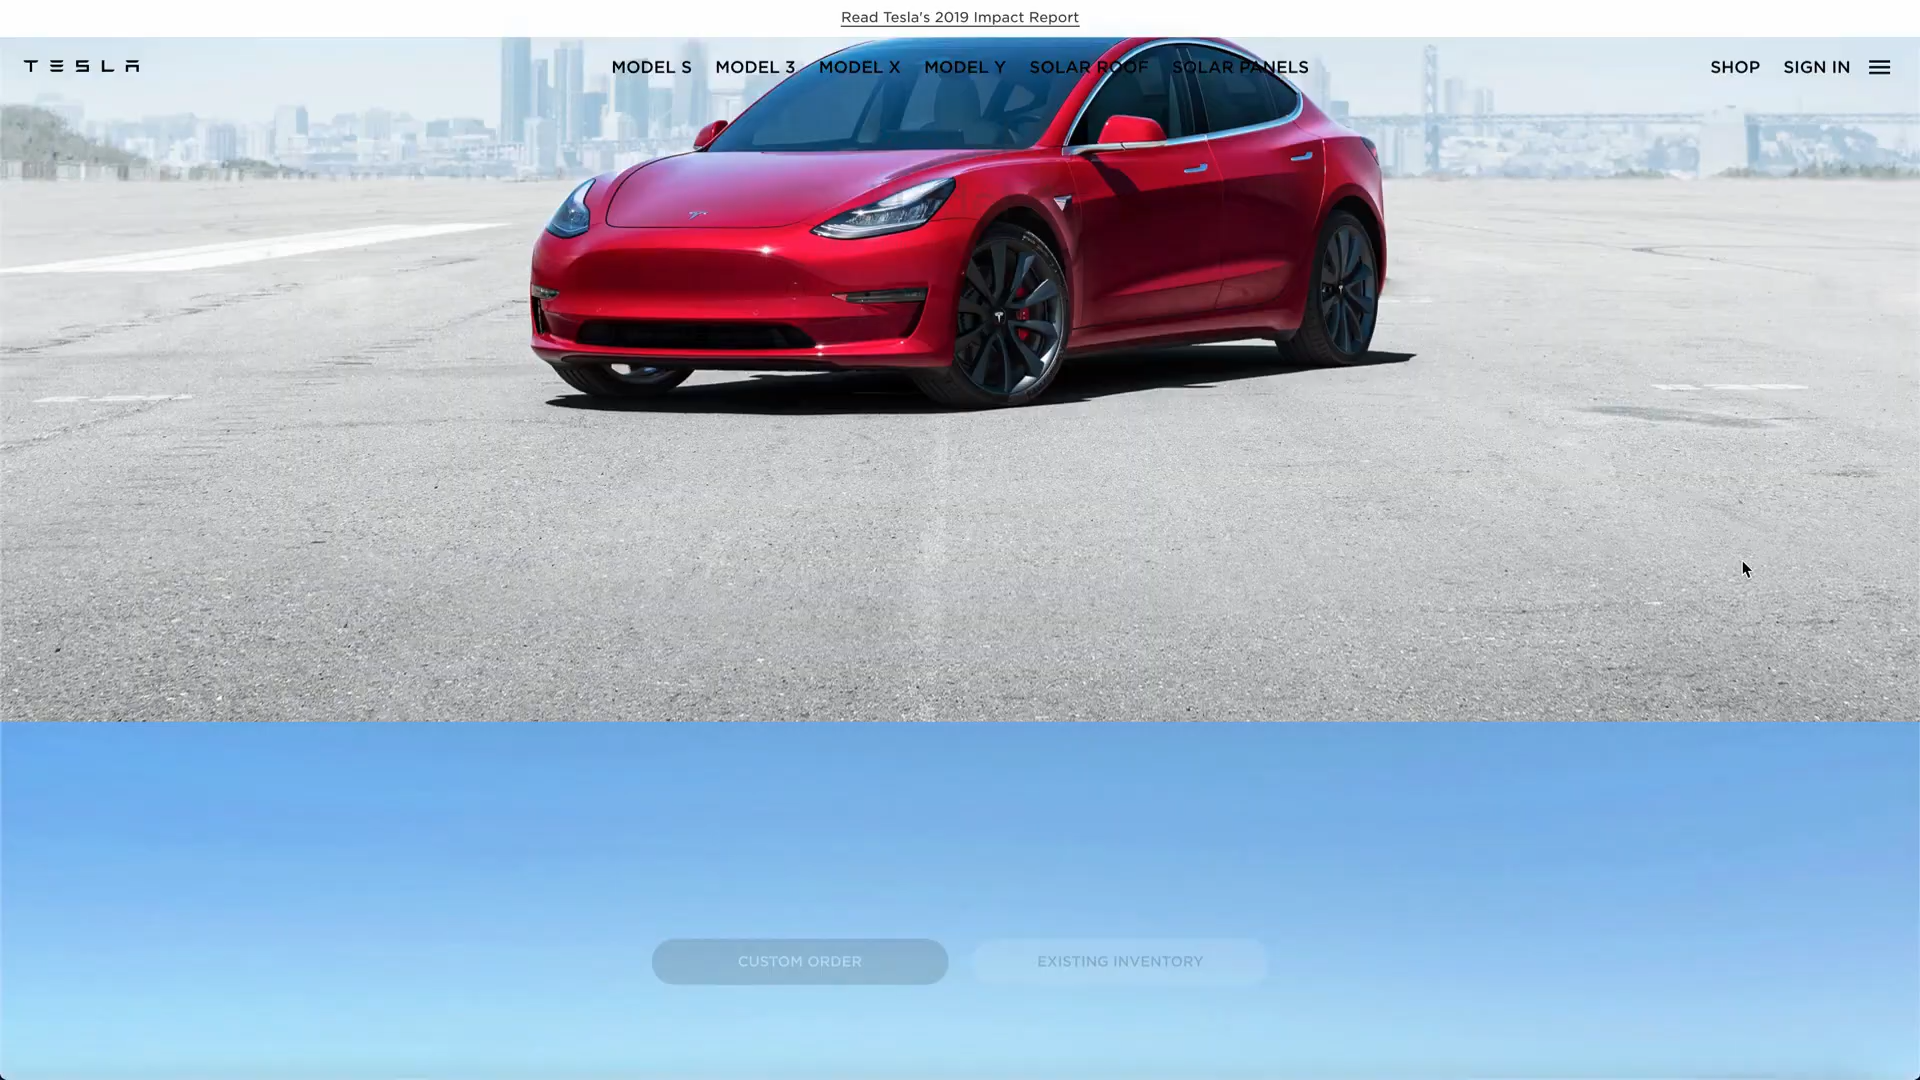 Read Tesla's 2019 Impact Report
TESLA MODEL S MODEL 3 MODEL X MODEL Y SOLAR ROOF SOLAR PANELS SHOP SIGN IN
CUSTOM ORDER EXISTING INVENTORY